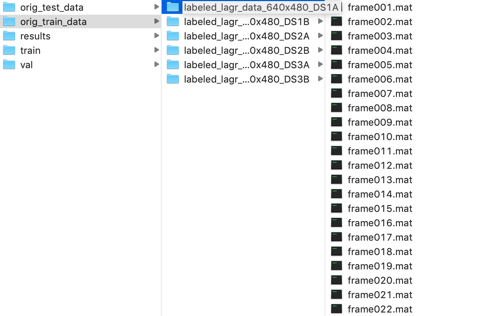 orig_test_data
orig_train_data
results
train
val
labeled_lagr_data_640x480_DS1A
labeled_lagr_...0x480_DS1B
labeled_lagr_...0x480_DS2A
labeled_lagr_...0x480_DS2B
labeled_lagr_...0x480_DS3A
labeled_lagr_...0x480_DS3B
frame001.mat
frame002.mat
frame003.mat
frame004.mat
frame005.mat
frame006.mat
frame007.mat
frame008.mat
frame009.mat
frame010.mat
frame011.mat
frame012.mat
frame013.mat
frame014.mat
frame015.mat
frame016.mat
frame017.mat
frame018.mat
frame019.mat
frame020.mat
frame021.mat
frame022.mat